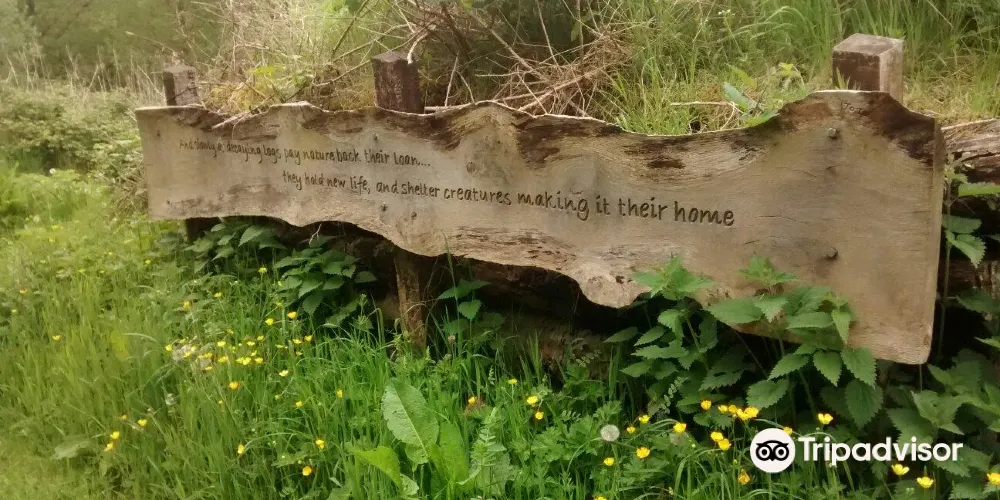 And slowly a decaying logs pay nature back their loan...
they hold new life, and shelter creatures making it their home
Tripadvisor